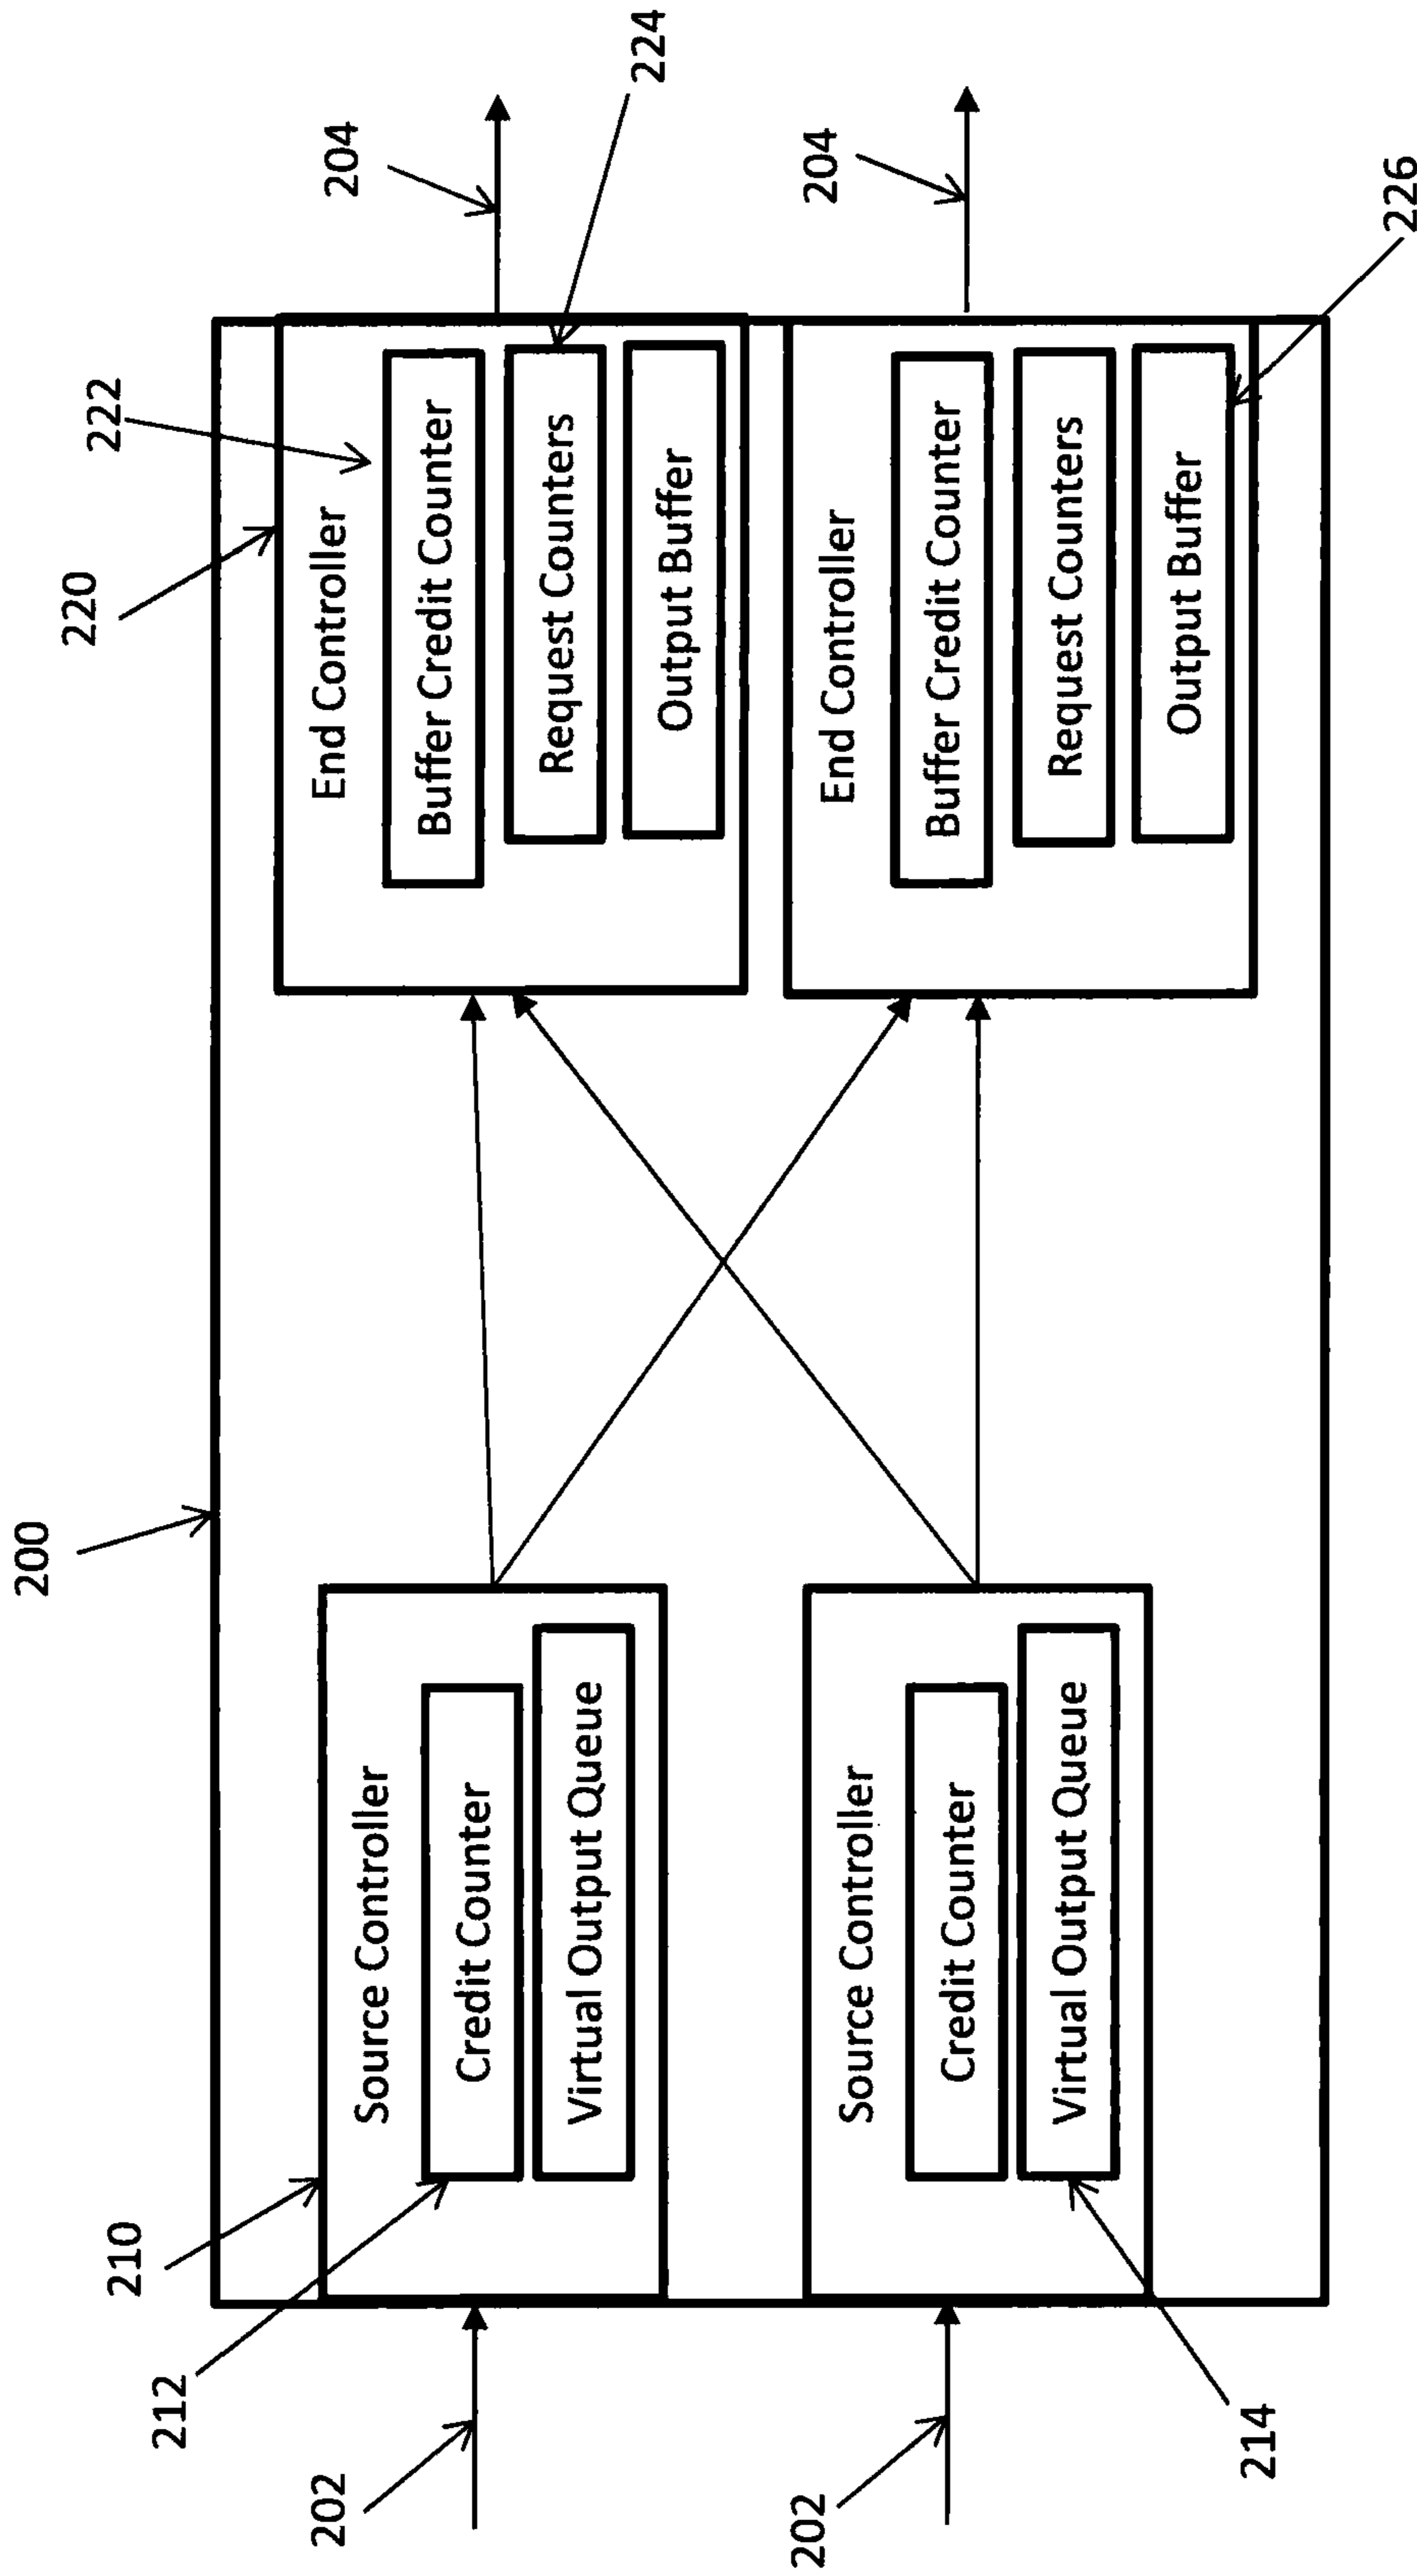 200
220
222
204
224
210
212
202
Source Controller
Credit Counter
Virtual Output Queue
End Controller
Buffer Credit Counter
Request Counters
Output Buffer
204
202
Source Controller
Credit Counter
Virtual Output Queue
214
End Controller
Buffer Credit Counter
Request Counters
Output Buffer
226